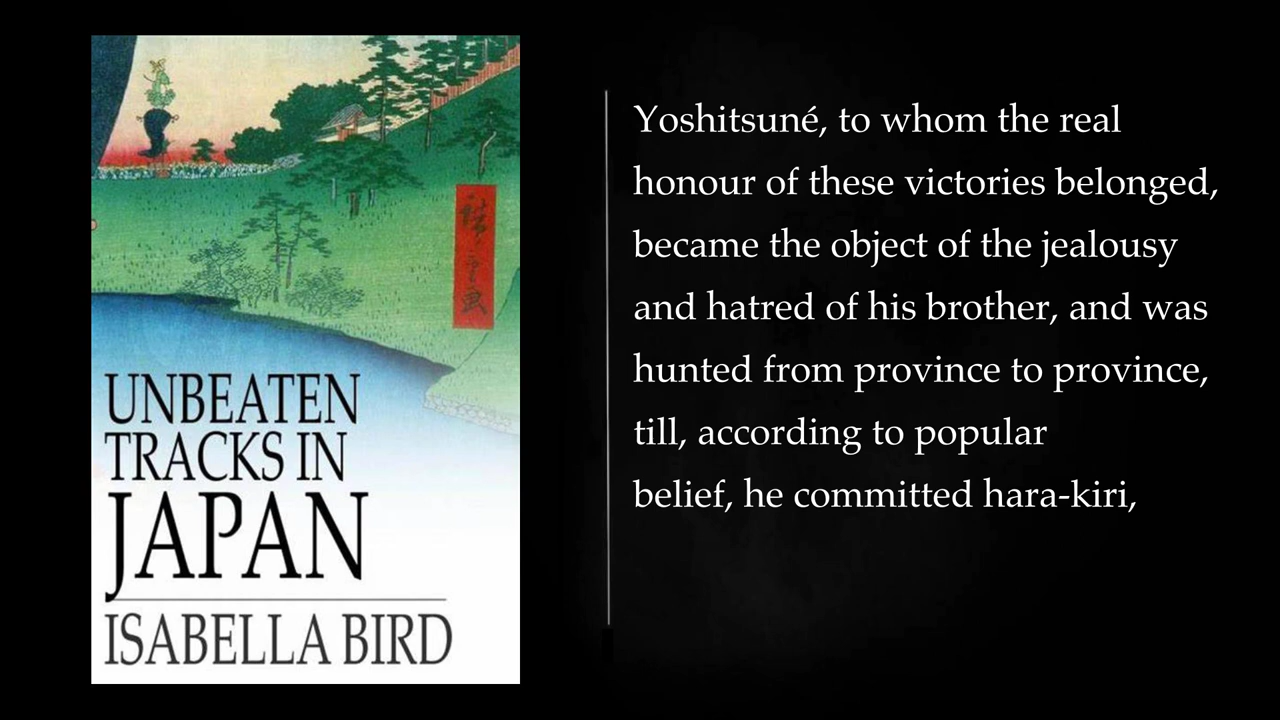 UNBEATEN
TRACKS IN
JAPAN
ISABELLA BIRD
Yoshitsuné, to whom the real
honour of these victories belonged,
became the object of the jealousy
and hatred of his brother, and was
hunted from province to province,
till, according to popular
belief, he committed hara-kiri,